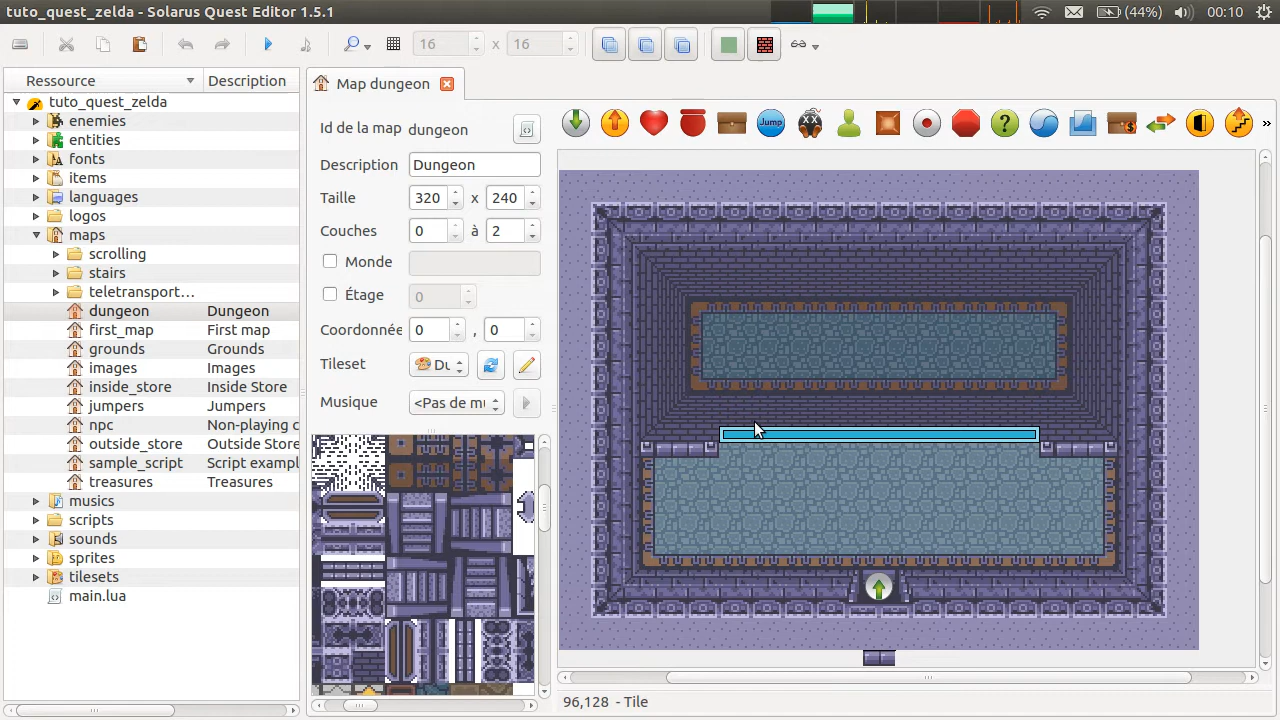 tuto_quest_zelda - Solarus Quest Editor 1.5.1
(44%)
00:10
16 x 16
Ressource Description
tuto_quest_zelda
enemies
entities
fonts
items
languages
logos
maps
scrolling
stairs
teletransport...
dungeon Dungeon
first_map First map
grounds Grounds
images Images
inside_store Inside Store
jumpers Jumpers
npc Non-playing c
outside_store Outside Store
sample_script Script exampl
treasures Treasures
musics
scripts
sounds
sprites
tilesets
main.lua
Map dungeon
Id de la map dungeon
Description Dungeon
Taille 320 x 240
Couches 0 à 2
Monde
Étage 0
Coordonnée 0 , 0
Tileset Du
Musique <Pas de mu
Jump
?
$
»
96,128 - Tile